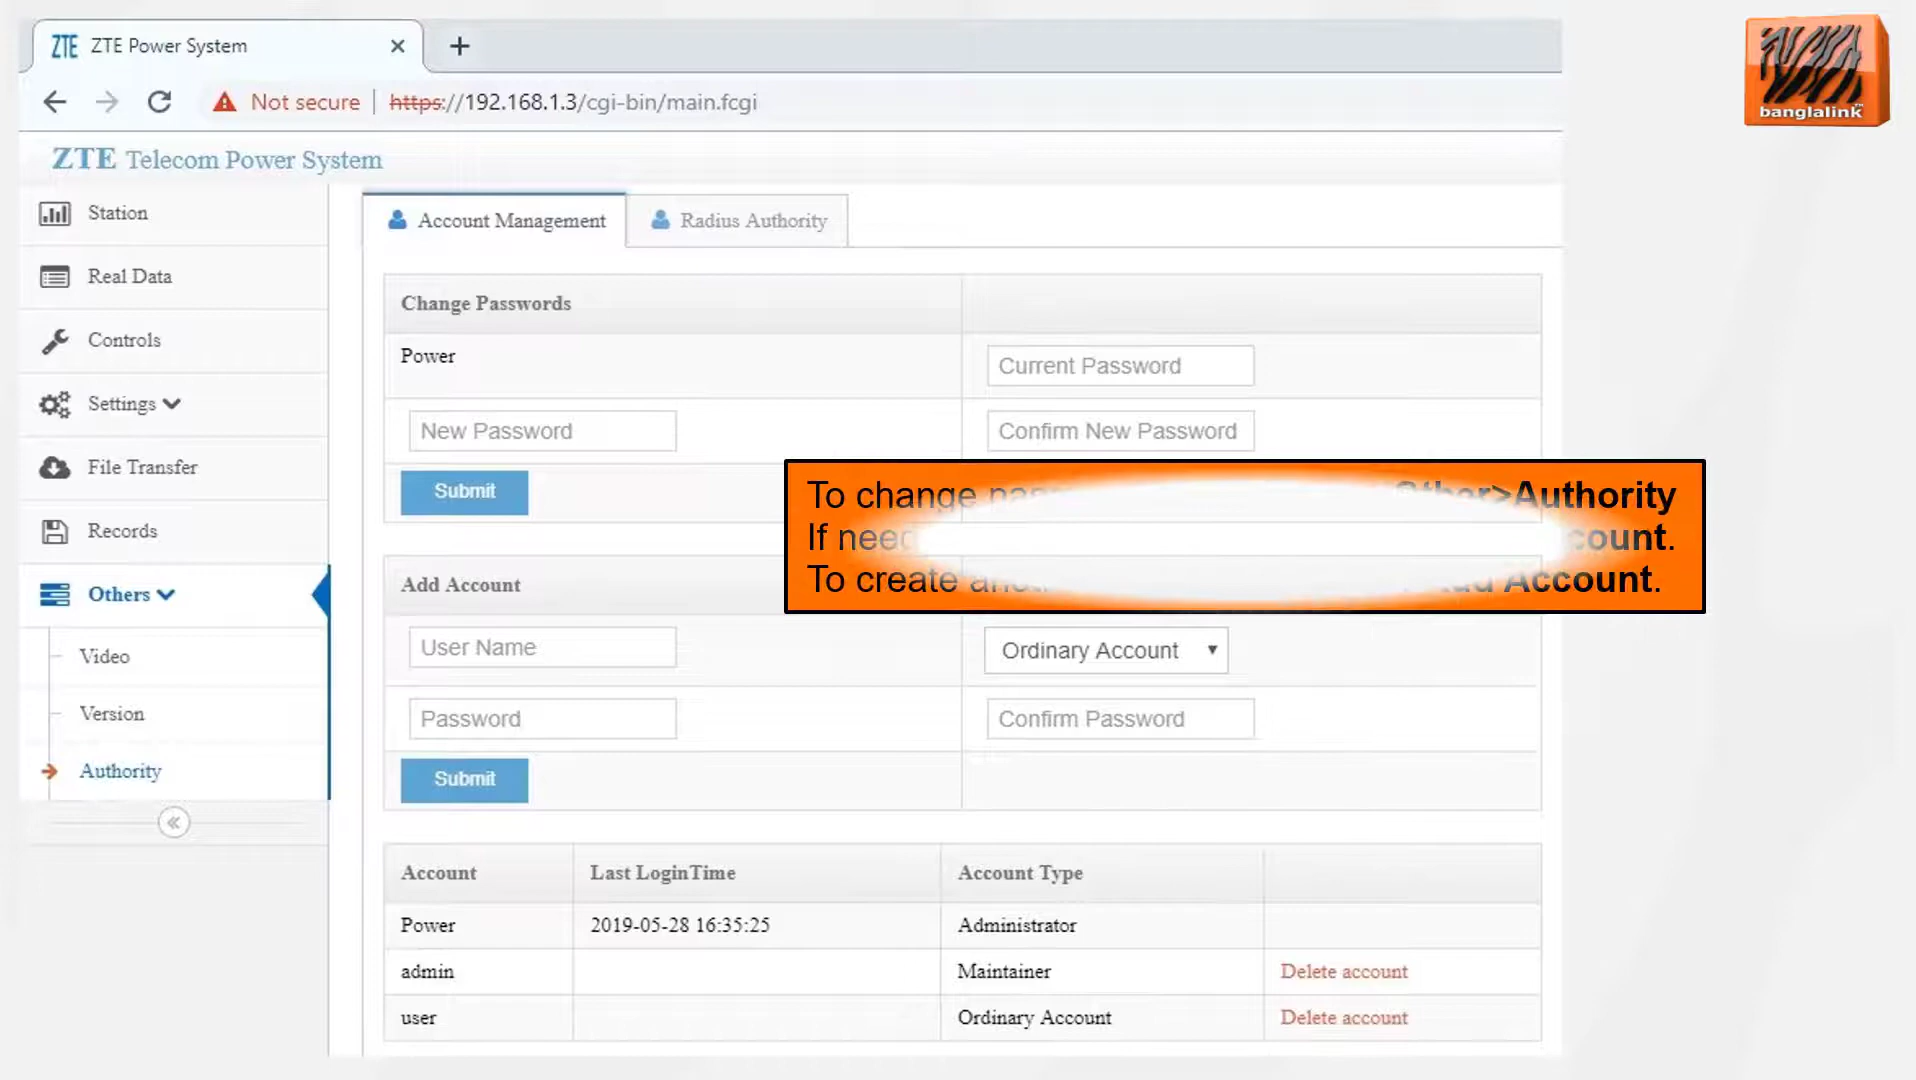 ZTE ZTE Power System
Not secure | https://192.168.1.3/cgi-bin/main.fcgi
banglalink™
ZTE Telecom Power System
Station
Real Data
Controls
Settings
File Transfer
Records
Others
Video
Version
Authority
Account Management
Radius Authority
Change Passwords
Power
Current Password
New Password
Confirm New Password
Submit
To change Other>Authority
If need
To create Account.
Add Account
User Name
Ordinary Account
Password
Confirm Password
Submit
Account Last LoginTime Account Type
Power 2019-05-28 16:35:25 Administrator
admin Maintainer Delete account
user Ordinary Account Delete account